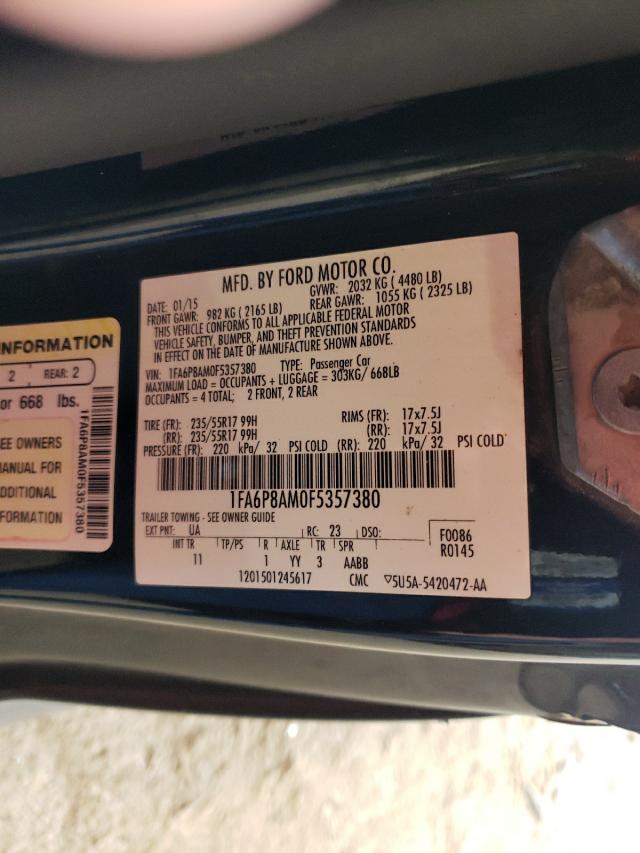 MFD. BY FORD MOTOR CO.
DATE: 01/15 GVWR: 2032 KG ( 4480 LB)
FRONT GAWR: 982 KG ( 2165 LB) REAR GAWR: 1055 KG ( 2325 LB)
THIS VEHICLE CONFORMS TO ALL APPLICABLE FEDERAL MOTOR
VEHICLE SAFETY, BUMPER, AND THEFT PREVENTION STANDARDS
IN EFFECT ON THE DATE OF MANUFACTURE SHOWN ABOVE.
VIN: 1FA6P8AM0F5357380 TYPE: Passenger Car
MAXIMUM LOAD = OCCUPANTS + LUGGAGE = 303KG/ 668LB
OCCUPANTS = 4 TOTAL; 2 FRONT, 2 REAR
TIRE (FR): 235/55R17 99H RIMS (FR): 17x7.5J
(RR): 235/55R17 99H (RR): 17x7.5J
PRESSURE (FR): 220 kPa/ 32 PSI COLD (RR): 220 kPa/ 32 PSI COLD
1FA6P8AM0F5357380
TRAILER TOWING - SEE OWNER GUIDE
EXT PNT: UA RC: 23 DSO:
F0086
R0145
INT TR TP/PS R AXLE TR SPR
11 1 YY 3 AABB
1201501245617 CMC ▽5U5A-5420472-AA
INFORMATION
2 REAR: 2
or 668 lbs.
SEE OWNERS
MANUAL FOR
ADDITIONAL
INFORMATION
1FA6P8AM0F5357380